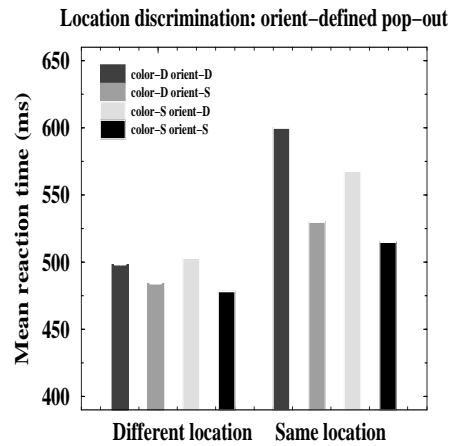 Location discrimination: orient-defined pop-out
color-D orient-D
color-D orient-S
color-S orient-D
color-S orient-S
Mean reaction time (ms)
650
600
550
500
450
400
Different location Same location